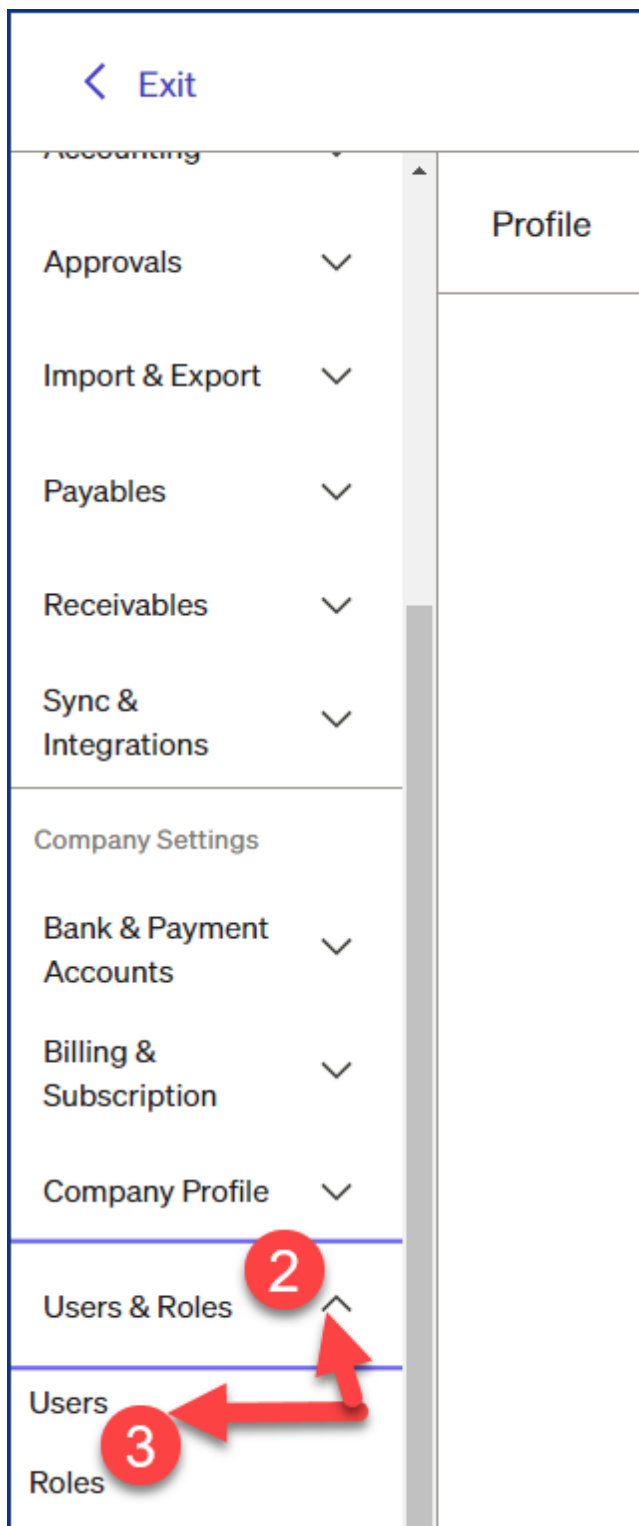 Exit
Accounting
Profile
Approvals
Import & Export
Payables
Receivables
Sync &
Integrations
Company Settings
Bank & Payment
Accounts
Billing &
Subscription
Company Profile
2
Users & Roles
Users
3
Roles